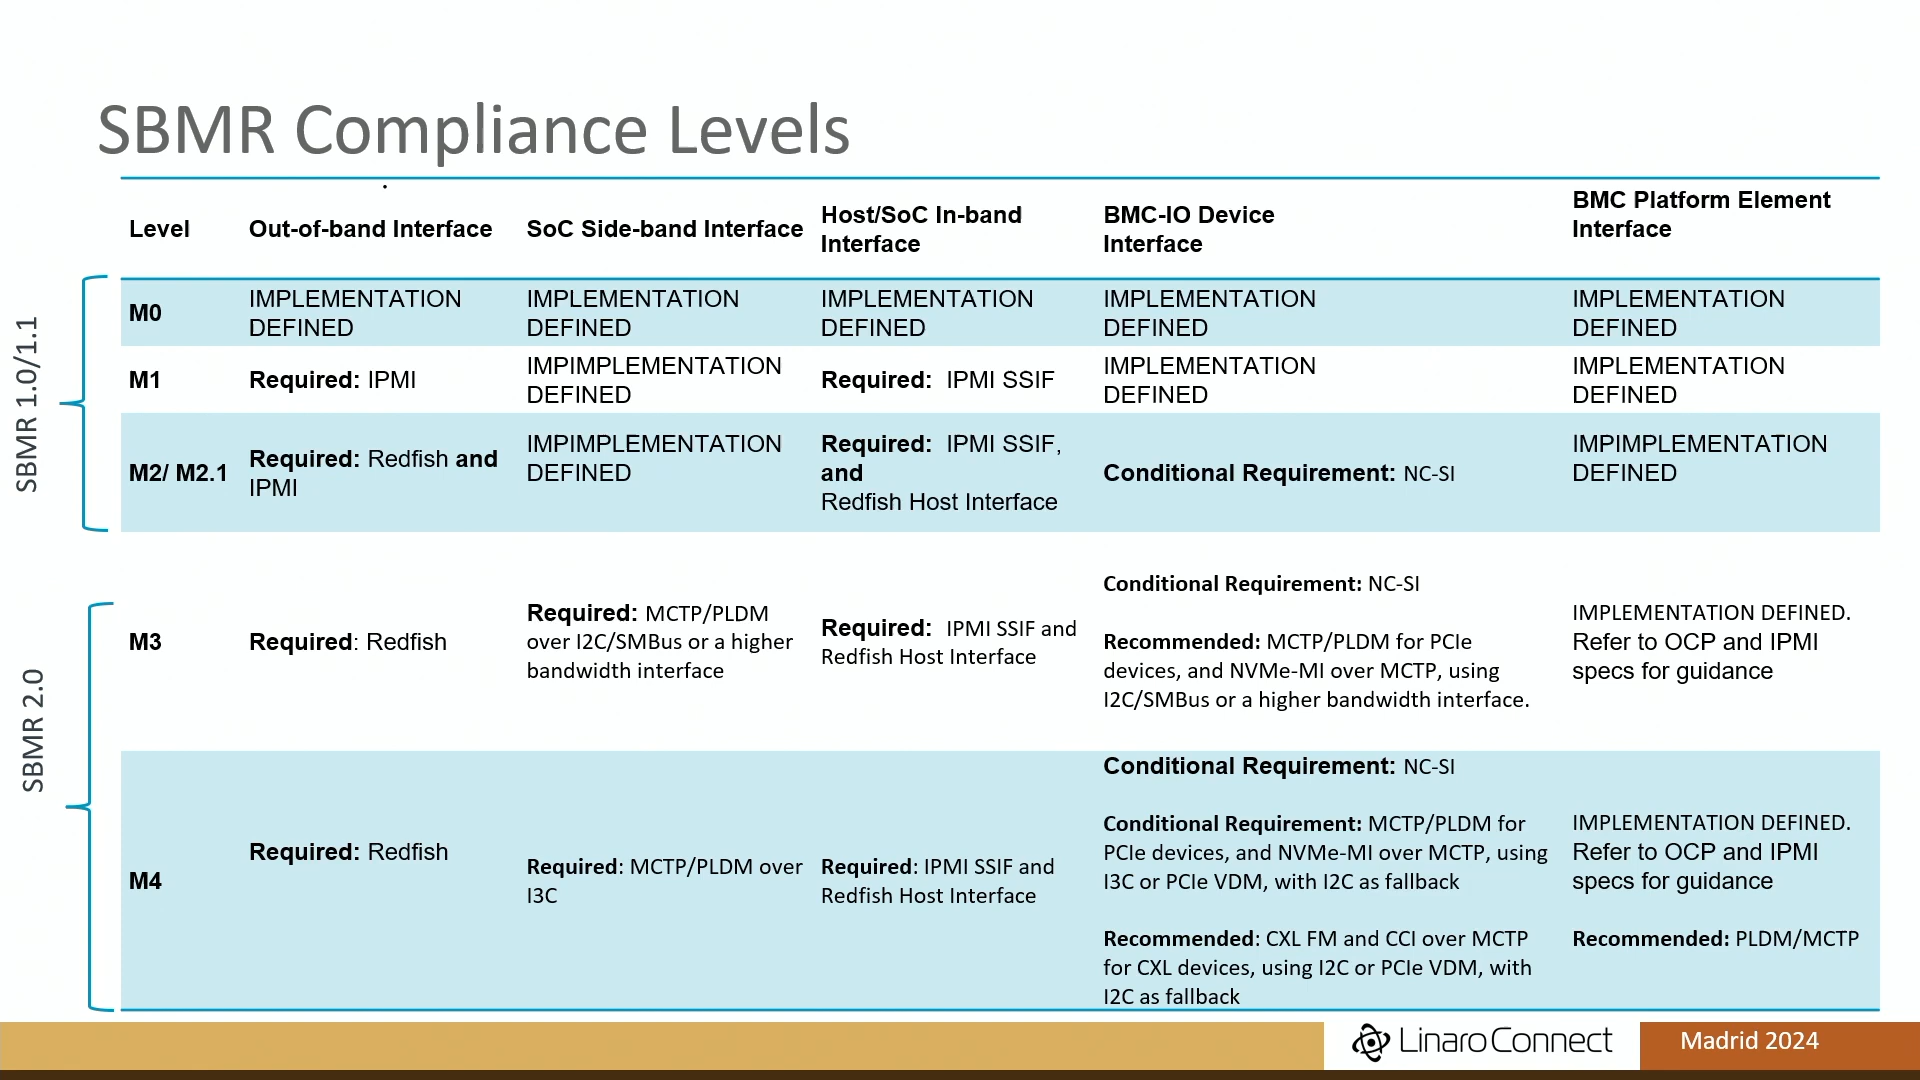 SBMR Compliance Levels
Level
Out-of-band Interface
SoC Side-band Interface
Host/SoC In-band
Interface
BMC-IO Device
Interface
BMC Platform Element
Interface
SBMR 1.0/1.1
M0
IMPLEMENTATION
DEFINED
IMPLEMENTATION
DEFINED
IMPLEMENTATION
DEFINED
IMPLEMENTATION
DEFINED
IMPLEMENTATION
DEFINED
M1
Required: IPMI
IMPIMPLEMENTATION
DEFINED
Required: IPMI SSIF
IMPLEMENTATION
DEFINED
IMPLEMENTATION
DEFINED
M2/ M2.1
Required: Redfish and
IPMI
IMPIMPLEMENTATION
DEFINED
Required: IPMI SSIF,
and
Redfish Host Interface
Conditional Requirement: NC-SI
IMPIMPLEMENTATION
DEFINED
SBMR 2.0
M3
Required: Redfish
Required: MCTP/PLDM
over I2C/SMBus or a higher
bandwidth interface
Required: IPMI SSIF and
Redfish Host Interface
Conditional Requirement: NC-SI
Recommended: MCTP/PLDM for PCIe
devices, and NVMe-MI over MCTP, using
I2C/SMBus or a higher bandwidth interface.
IMPLEMENTATION DEFINED.
Refer to OCP and IPMI
specs for guidance
M4
Required: Redfish
Required: MCTP/PLDM over
I3C
Required: IPMI SSIF and
Redfish Host Interface
Conditional Requirement: NC-SI
Conditional Requirement: MCTP/PLDM for
PCIe devices, and NVMe-MI over MCTP, using
I3C or PCIe VDM, with I2C as fallback
Recommended: CXL FM and CCI over MCTP
for CXL devices, using I2C or PCIe VDM, with
I2C as fallback
IMPLEMENTATION DEFINED.
Refer to OCP and IPMI
specs for guidance
Recommended: PLDM/MCTP
Linaro Connect
Madrid 2024